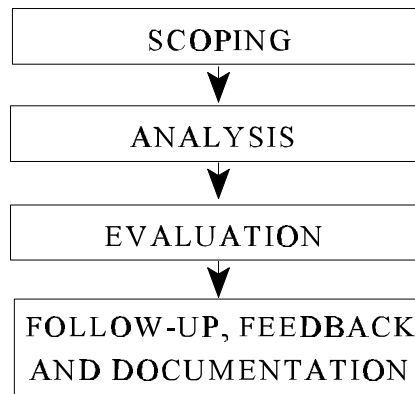 SCOPING
ANALYSIS
EVALUATION
FOLLOW-UP, FEEDBACK
AND DOCUMENTATION